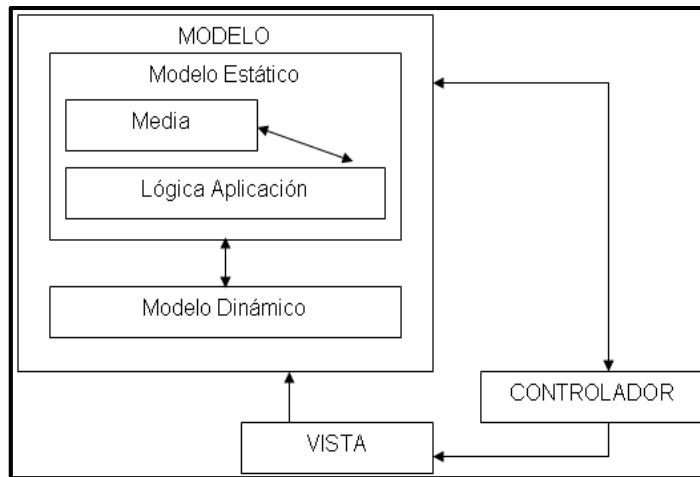 MODELO
Modelo Estático
Media
Lógica Aplicación
Modelo Dinámico
CONTROLADOR
VISTA